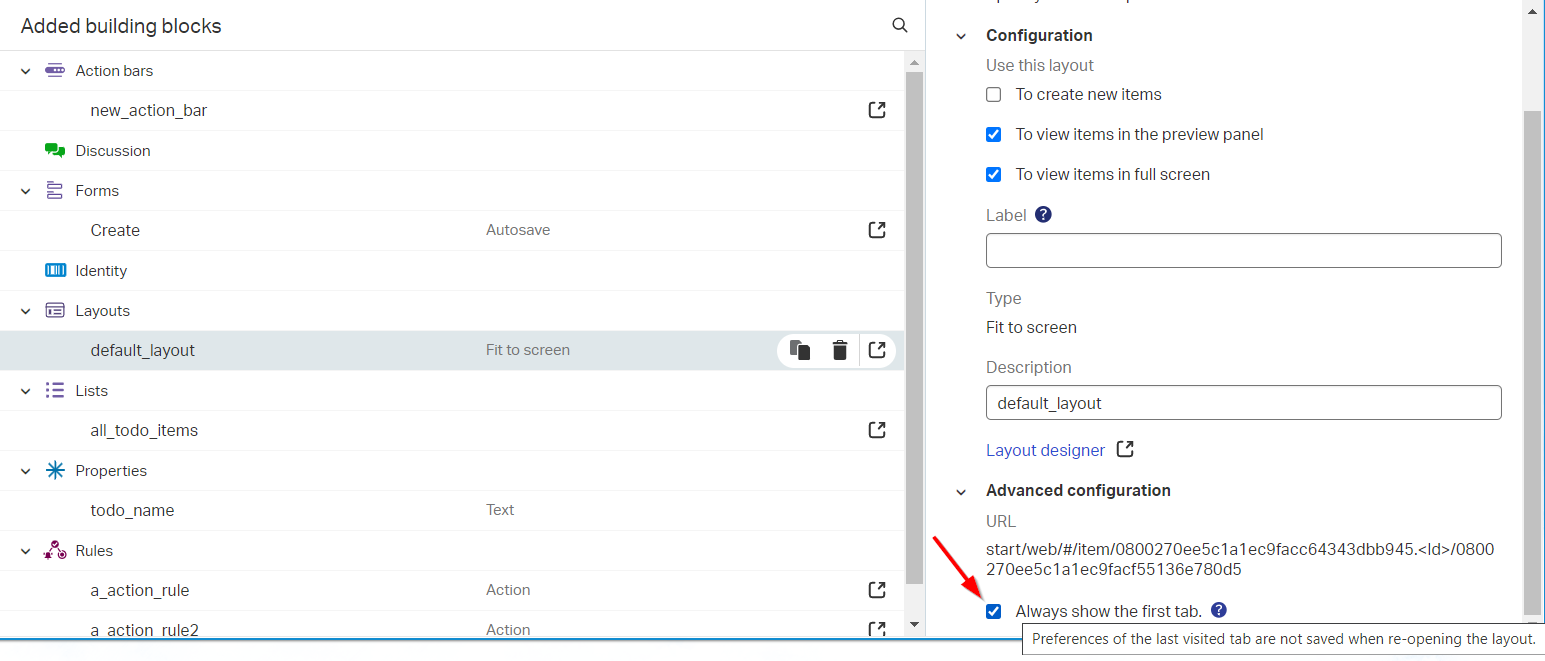 Added building blocks
Action bars
new_action_bar
Discussion
Forms
Create Autosave
Identity
Layouts
default_layout Fit to screen
Lists
all_todo_items
Properties
todo_name Text
Rules
a_action_rule Action
a_action_rule2 Action
Configuration
Use this layout
To create new items
To view items in the preview panel
To view items in full screen
Label ?
Type
Fit to screen
Description
default_layout
Layout designer
Advanced configuration
URL
start/web/#/item/0800270ee5c1a1ec9facc64343dbb945.<Id>/0800
270ee5c1a1ec9facf55136e780d5
Always show the first tab. ?
Preferences of the last visited tab are not saved when re-opening the layout.